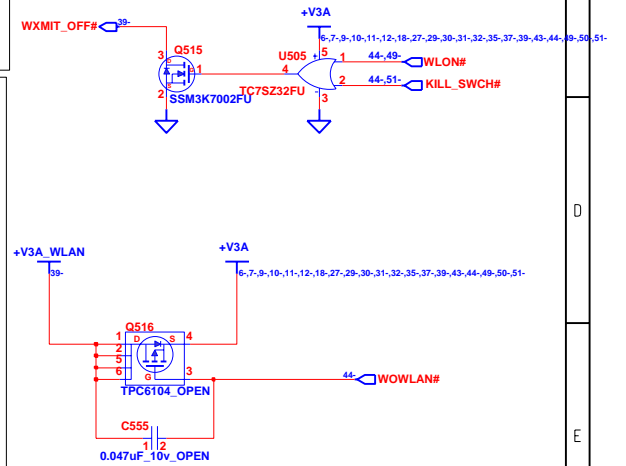 +V3A
WXMIT_OFF# 39-
6-,7-,9-,10-,11-,12-,18-,27-,29-,30-,31-,32-,35-,37-,39-,43-,44-,49-,50-,51-
3 Q515 U505 + 5 1 44-,49- WLON#
D
G 1 4
S 2 44-,51- KILL_SWCH#
2 SSM3K7002FU TC7SZ32FU - 3
D
+V3A_WLAN +V3A
39- 6-,7-,9-,10-,11-,12-,18-,27-,29-,30-,31-,32-,35-,37-,39-,43-,44-,49-,50-,51-
Q516
1 D S 4
2
5
6 G 3 44- WOWLAN#
TPC6104_OPEN
C555
1 2
0.047uF_10v_OPEN
E